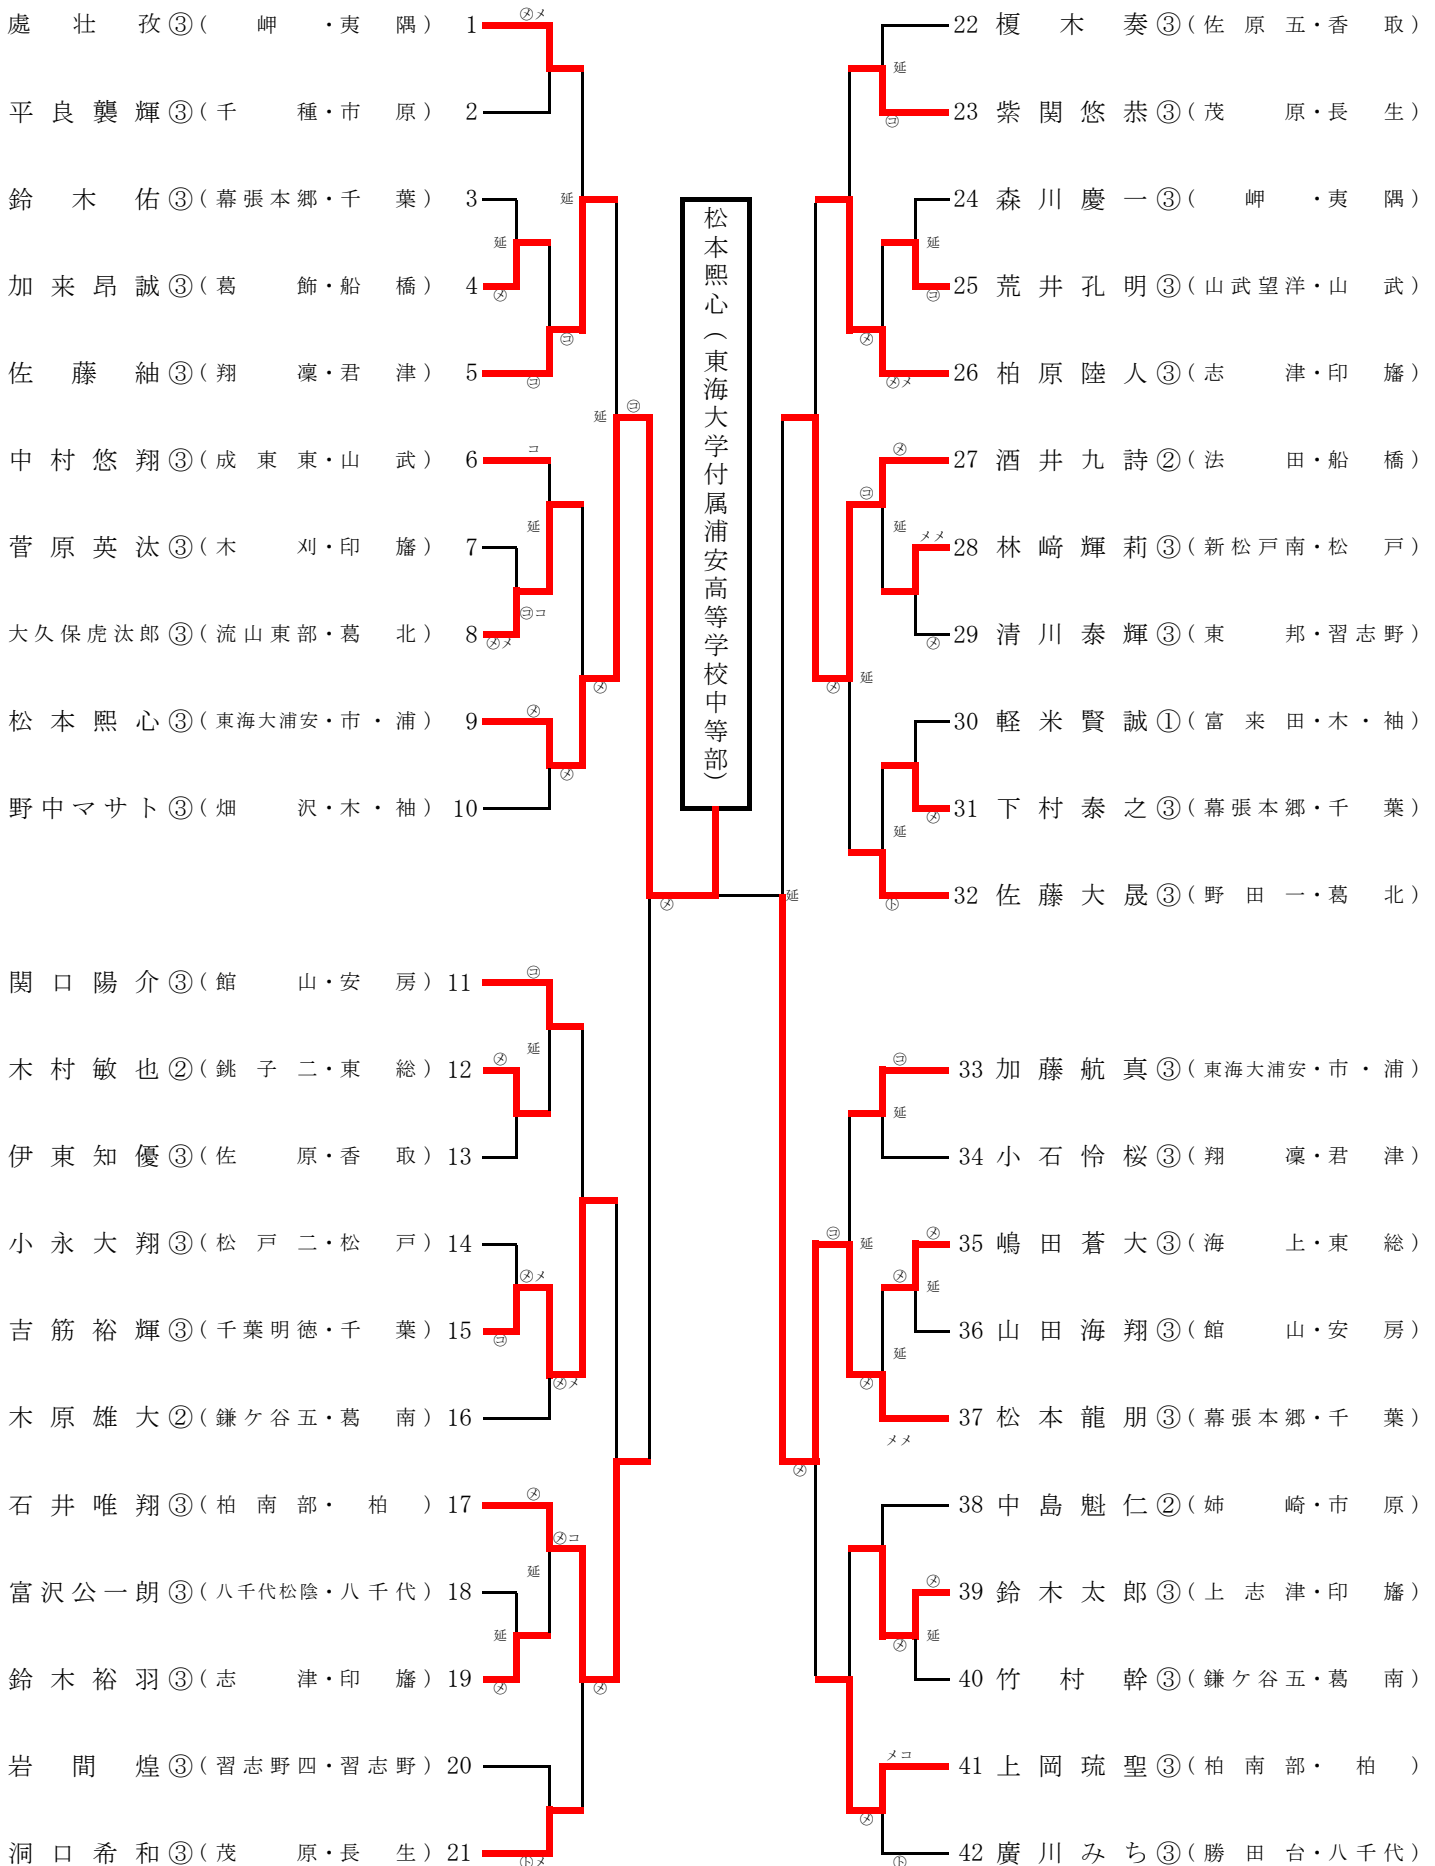 處壮孜③(岬・夷隅) 1
平良襲輝③(千種・市原) 2
鈴木佑③(幕張本郷・千葉) 3
加来昂誠③(葛飾・船橋) 4
佐藤紬③(翔凜・君津) 5
中村悠翔③(成東東・山武) 6
菅原英汰③(木刈・印旛) 7
大久保虎汰郎③(流山東部・葛北) 8
松本熙心③(東海大浦安・市・浦) 9
野中マサト③(畑沢・木・袖) 10
関口陽介③(館山・安房) 11
木村敏也②(銚子二・東総) 12
伊東知優③(佐原・香取) 13
小永大翔③(松戸二・松戸) 14
吉筋裕輝③(千葉明徳・千葉) 15
木原雄大②(鎌ケ谷五・葛南) 16
石井唯翔③(柏南部・柏) 17
富沢公一朗③(八千代松陰・八千代) 18
鈴木裕羽③(志津・印旛) 19
岩間煌③(習志野四・習志野) 20
洞口希和③(茂原・長生) 21
松本熙心(東海大学付属浦安高等学校中等部)
22 榎木奏③(佐原五・香取)
23 紫関悠恭③(茂原・長生)
24 森川慶一③(岬・夷隅)
25 荒井孔明③(山武望洋・山武)
26 柏原陸人③(志津・印旛)
27 酒井九詩②(法田・船橋)
28 林﨑輝莉③(新松戸南・松戸)
29 清川泰輝③(東邦・習志野)
30 軽米賢誠①(富来田・木・袖)
31 下村泰之③(幕張本郷・千葉)
32 佐藤大晟③(野田一・葛北)
33 加藤航真③(東海大浦安・市・浦)
34 小石怜桜③(翔凜・君津)
35 嶋田蒼大③(海上・東総)
36 山田海翔③(館山・安房)
37 松本龍朋③(幕張本郷・千葉)
38 中島魁仁②(姉崎・市原)
39 鈴木太郎③(上志津・印旛)
40 竹村幹③(鎌ケ谷五・葛南)
41 上岡琉聖③(柏南部・柏)
42 廣川みち③(勝田台・八千代)